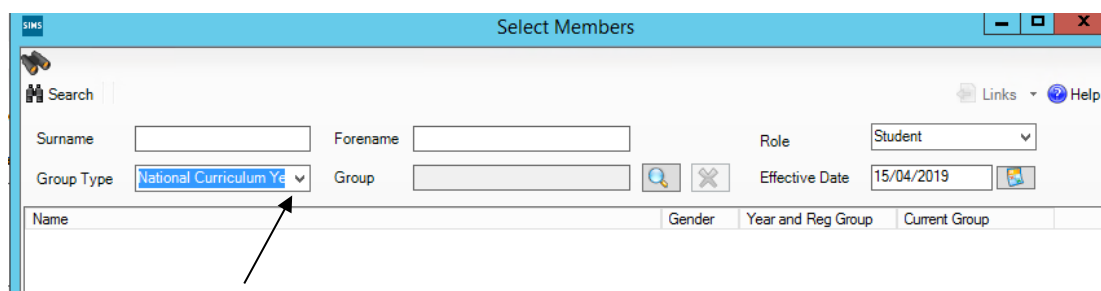 SIMS Select Members X
Search Links Help
Surname Forename Role Student
Group Type National Curriculum Ye Group Effective Date 15/04/2019
Name Gender Year and Reg Group Current Group